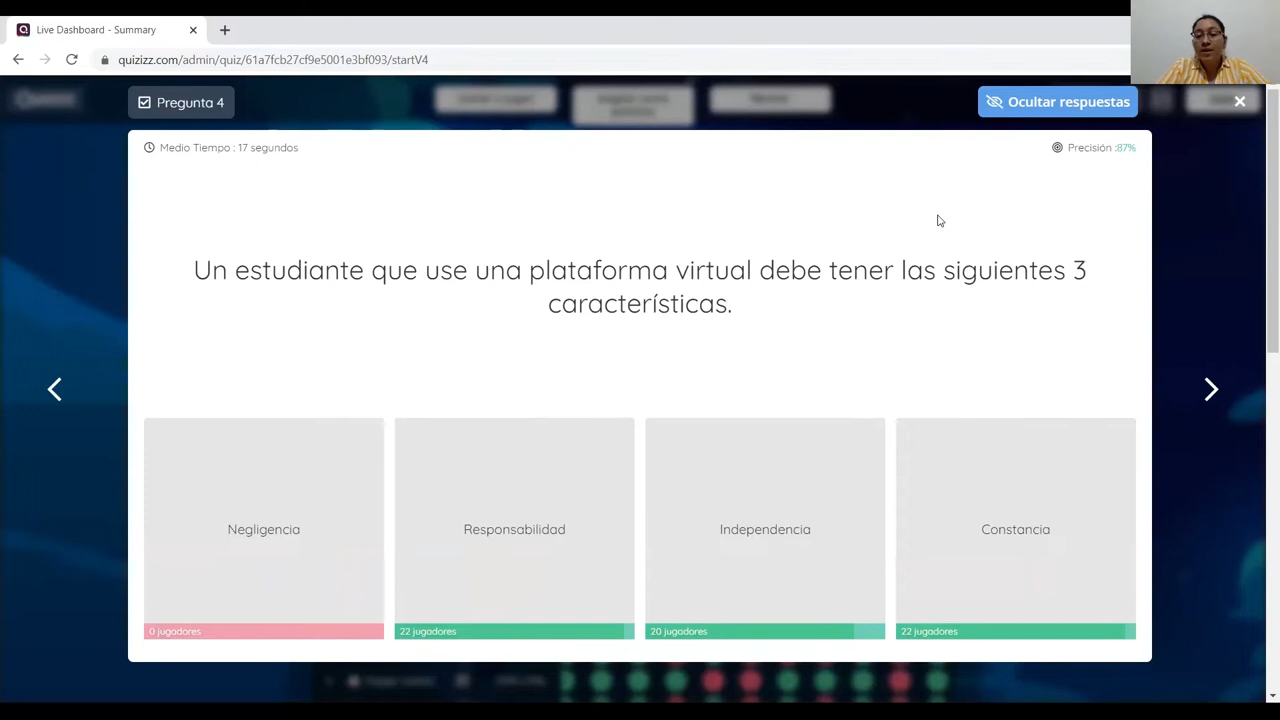 Live Dashboard - Summary
quizizz.com/admin/quiz/61a7fcb27cf9e5001e3bf093/startV4
Pregunta 4
Ocultar respuestas
Medio Tiempo : 17 segundos
Precisión :87%
Un estudiante que use una plataforma virtual debe tener las siguientes 3
características.
Negligencia
Responsabilidad
Independencia
Constancia
0 jugadores
22 jugadores
20 jugadores
22 jugadores